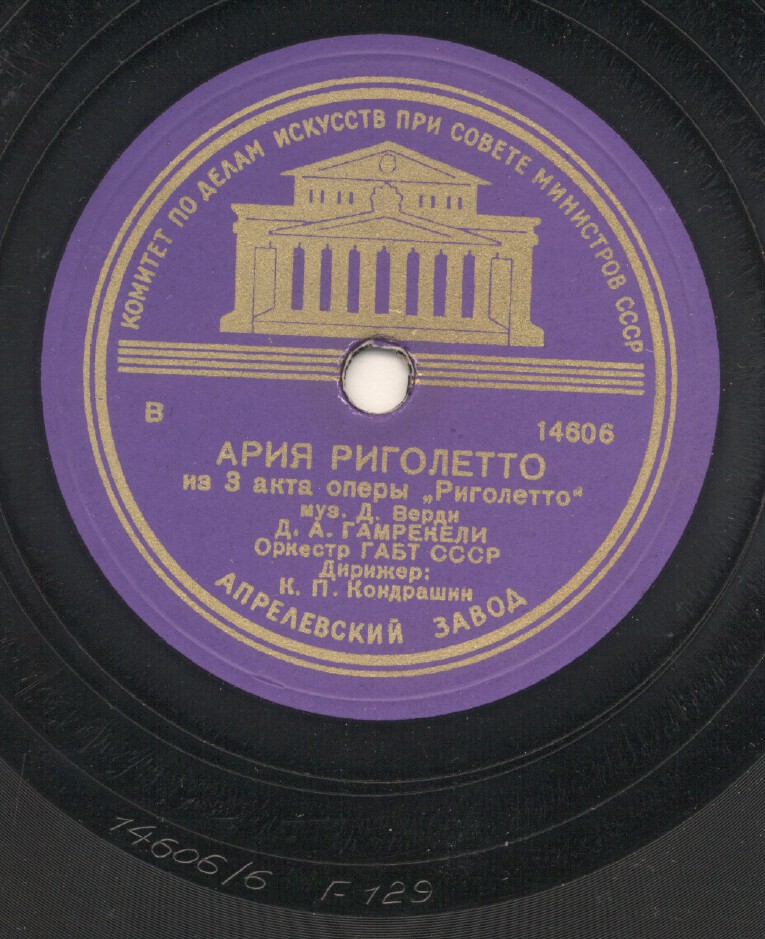 КОМИТЕТ ПО ДЕЛАМ ИСКУССТВ ПРИ СОВЕТЕ МИНИСТРОВ СССР
В 14606
АРИЯ РИГОЛЕТТО
из 3 акта оперы „Риголетто“
муз. Д. Верди
Д. А. ГАМРЕКЕЛИ
Оркестр ГАБТ СССР
Дирижер:
К. П. Кондрашин
АПРЕЛЕВСКИЙ ЗАВОД
14606/6 F 129